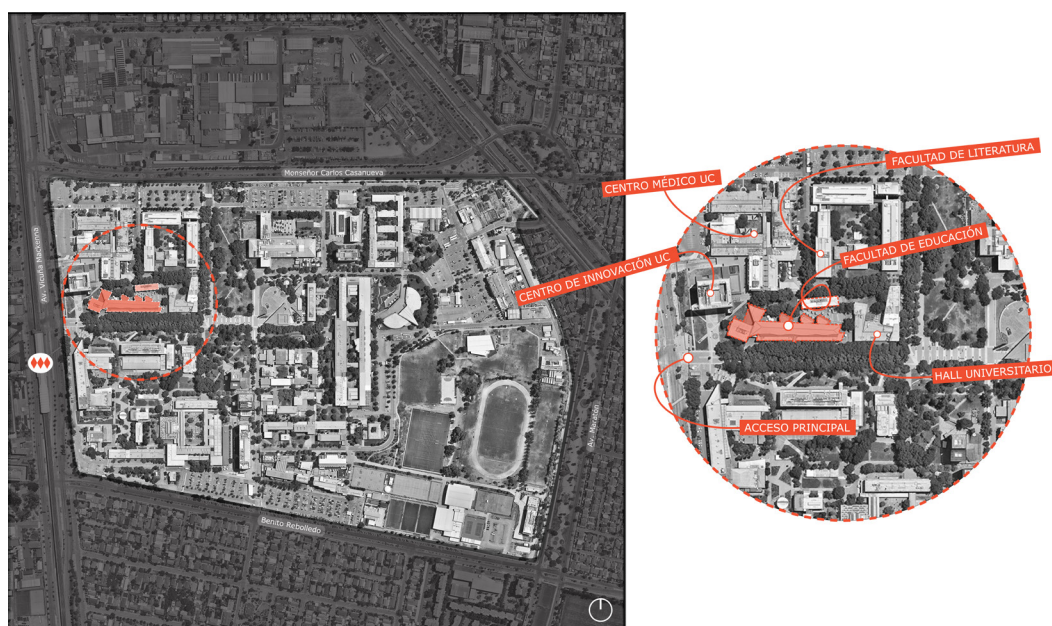 Monseñor Carlos Casanueva
Av. Vicuña Mackenna
Av. Maratón
Benito Rebolledo
FACULTAD DE LITERATURA
CENTRO MÉDICO UC
FACULTAD DE EDUCACIÓN
CENTRO DE INNOVACIÓN UC
HALL UNIVERSITARIO
ACCESO PRINCIPAL